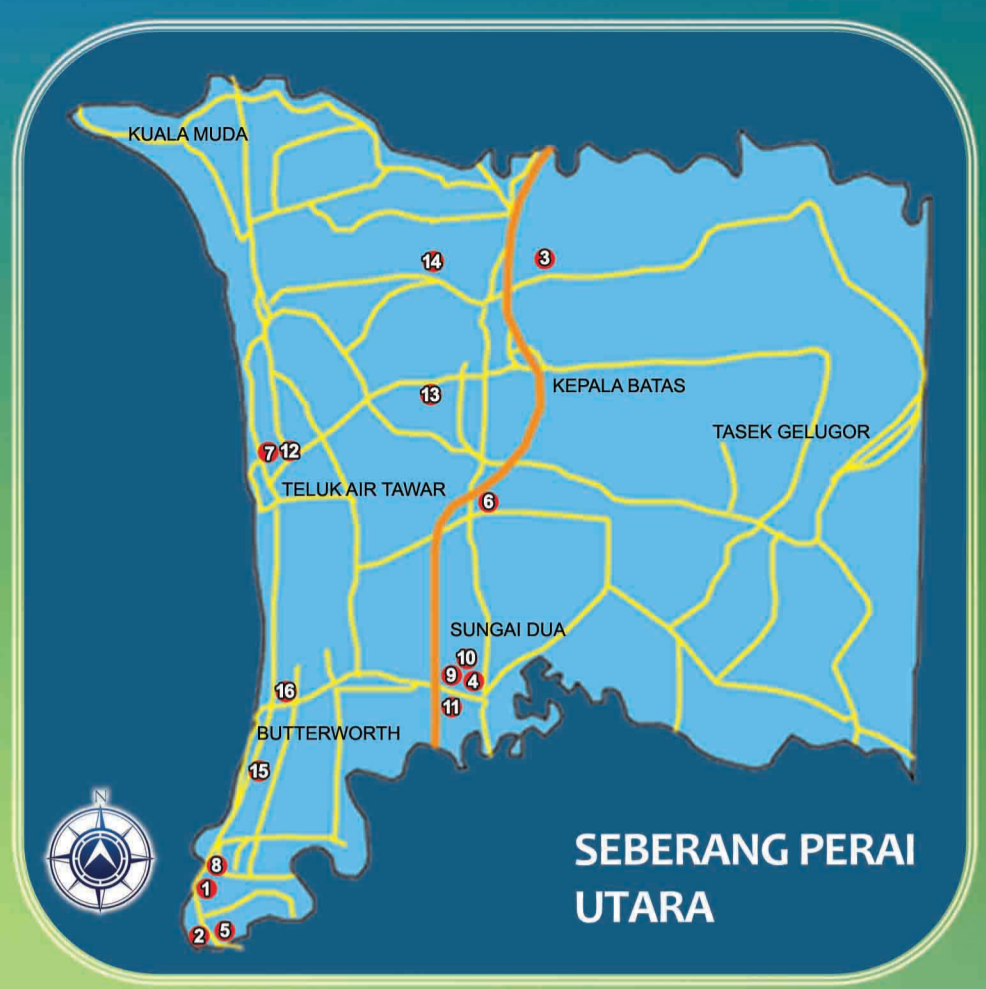 KUALA MUDA
14
3
13
KEPALA BATAS
TASEK GELUGOR
7
12
TELUK AIR TAWAR
6
SUNGAI DUA
10
9
4
16
11
BUTTERWORTH
15
N
SEBERANG PERAI
UTARA
8
1
2
5